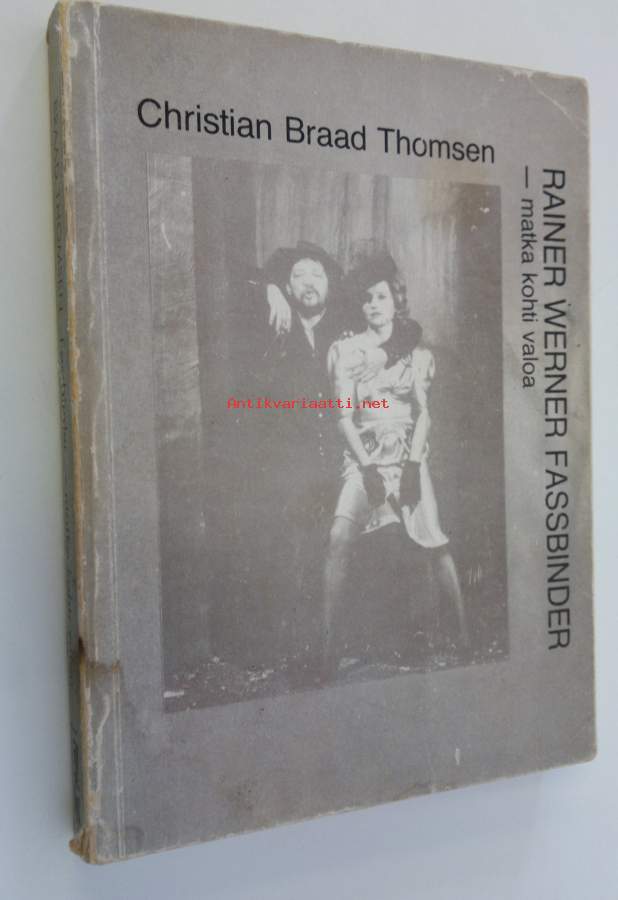 Christian Braad Thomsen
RAINER WERNER FASSBINDER
— matka kohti valoa
Antikvariaatti.net